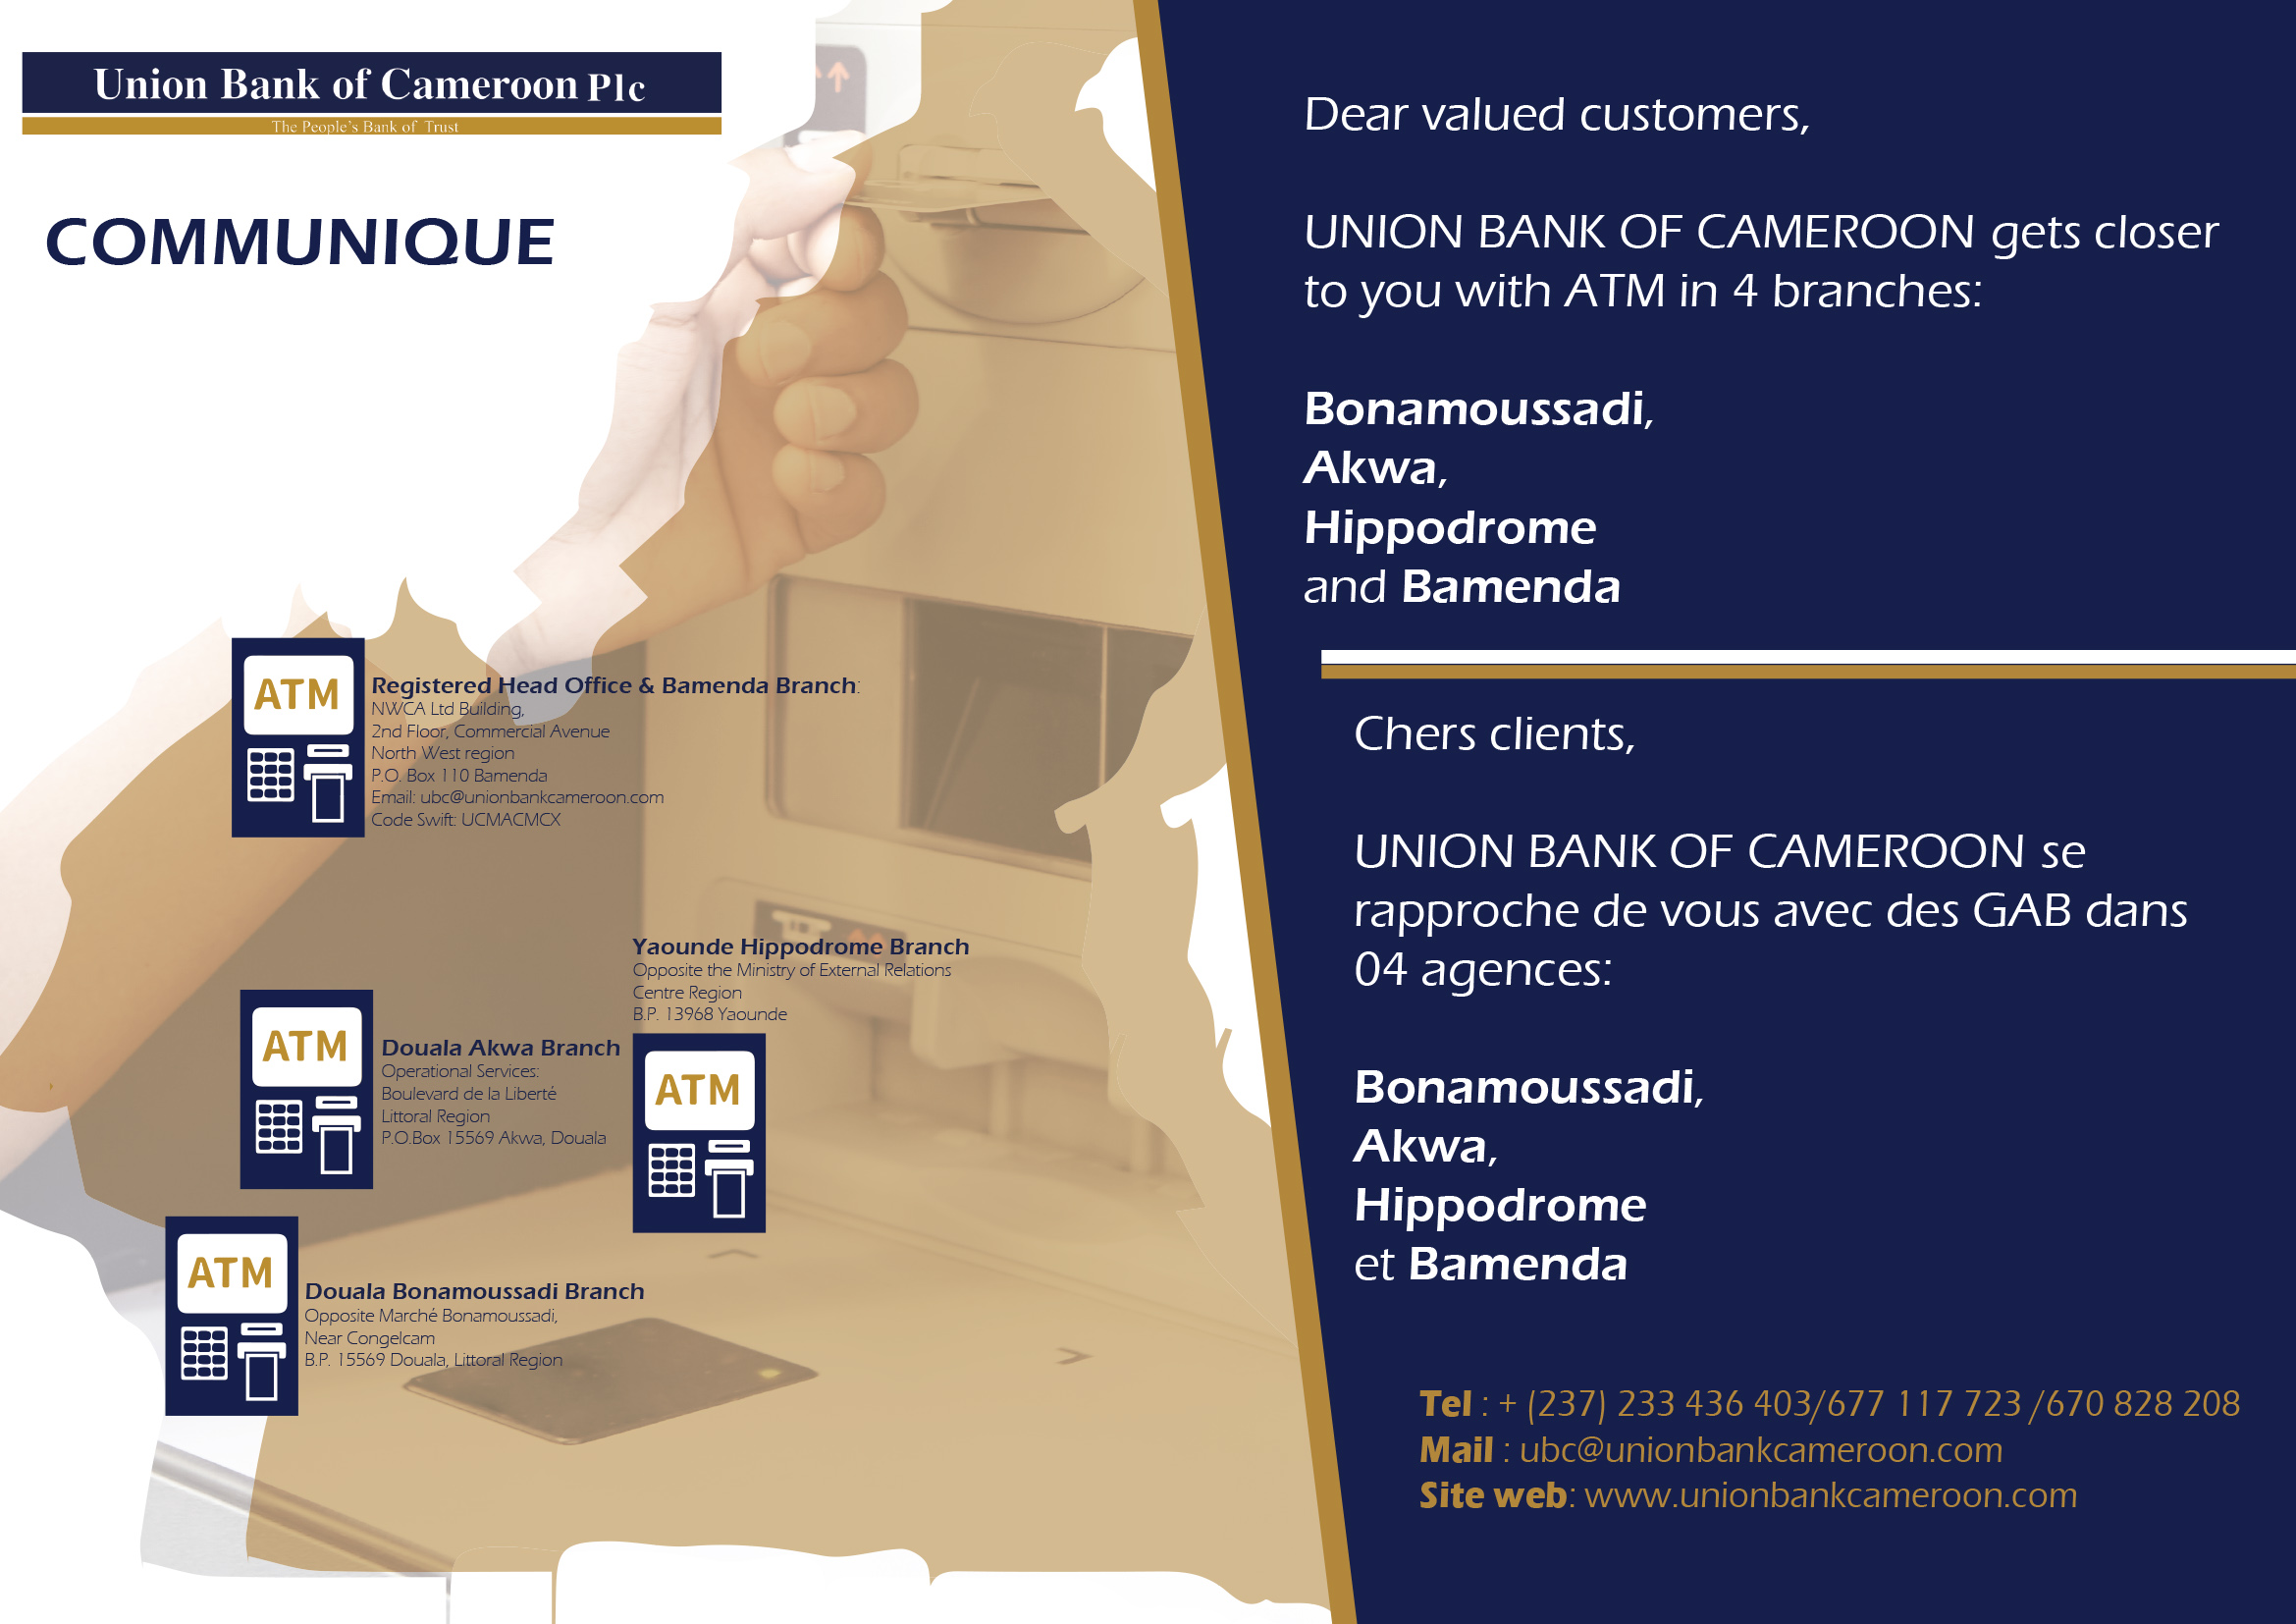 Union Bank of Cameroon Plc
The People's Bank of Trust
COMMUNIQUE
ATM
Registered Head Office & Bamenda Branch:
NWCA Ltd Building,
2nd Floor, Commercial Avenue
North West region
P.O. Box 110 Bamenda
Email: ubc@unionbankcameroon.com
Code Swift: UCMACMCX
Yaounde Hippodrome Branch
Opposite the Ministry of External Relations
Centre Region
B.P. 13968 Yaounde
ATM
ATM
Douala Akwa Branch
Operational Services:
Boulevard de la Liberté
Littoral Region
P.O.Box 15569 Akwa, Douala
ATM
Douala Bonamoussadi Branch
Opposite Marché Bonamoussadi,
Near Congelcam
B.P. 15569 Douala, Littoral Region
Dear valued customers,
UNION BANK OF CAMEROON gets closer
to you with ATM in 4 branches:
Bonamoussadi,
Akwa,
Hippodrome
and Bamenda
Chers clients,
UNION BANK OF CAMEROON se
rapproche de vous avec des GAB dans
04 agences:
Bonamoussadi,
Akwa,
Hippodrome
et Bamenda
Tel : + (237) 233 436 403/677 117 723 /670 828 208
Mail : ubc@unionbankcameroon.com
Site web: www.unionbankcameroon.com